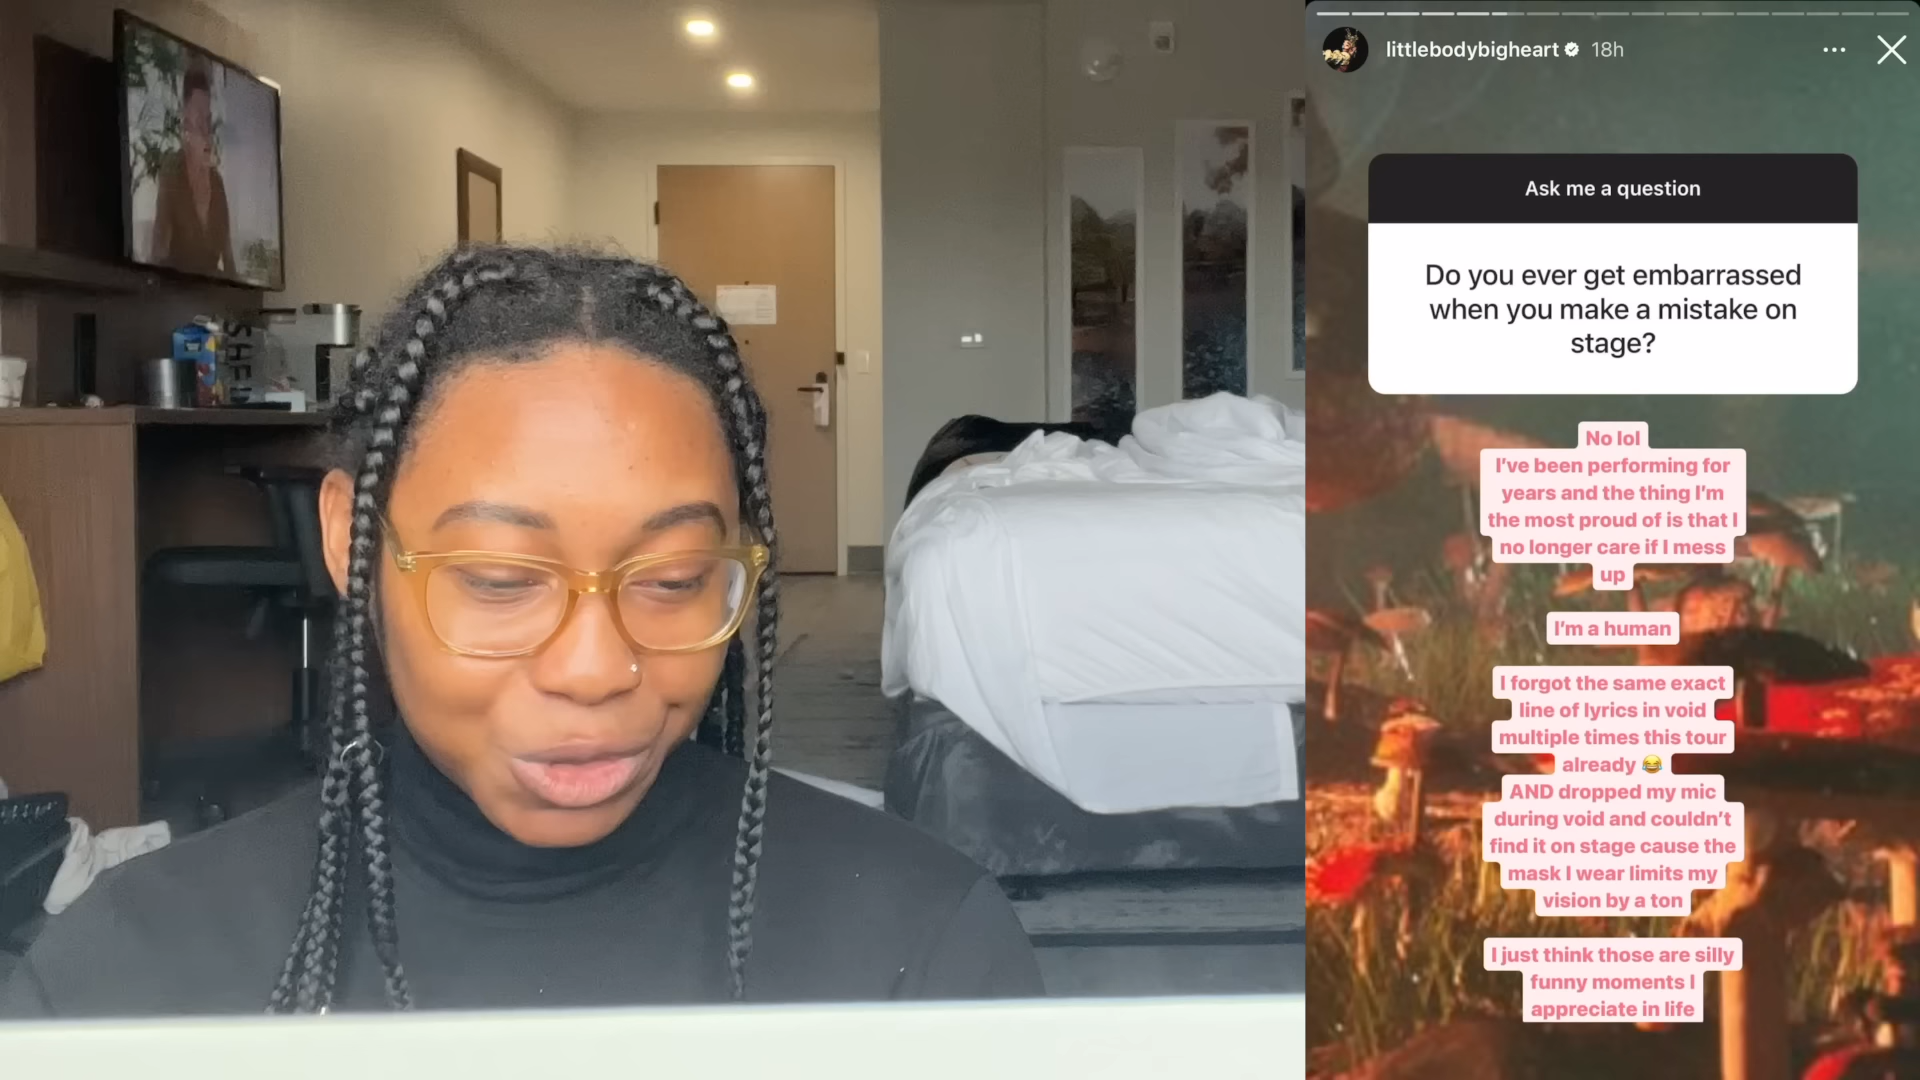 littlebodybigheart 18h
Ask me a question
Do you ever get embarrassed
when you make a mistake on
stage?
No lol
I've been performing for
years and the thing I'm
the most proud of is that I
no longer care if I mess
up
I'm a human
I forgot the same exact
line of lyrics in void
multiple times this tour
already 😂
AND dropped my mic
during void and couldn't
find it on stage cause the
mask I wear limits my
vision by a ton
I just think those are silly
funny moments I
appreciate in life